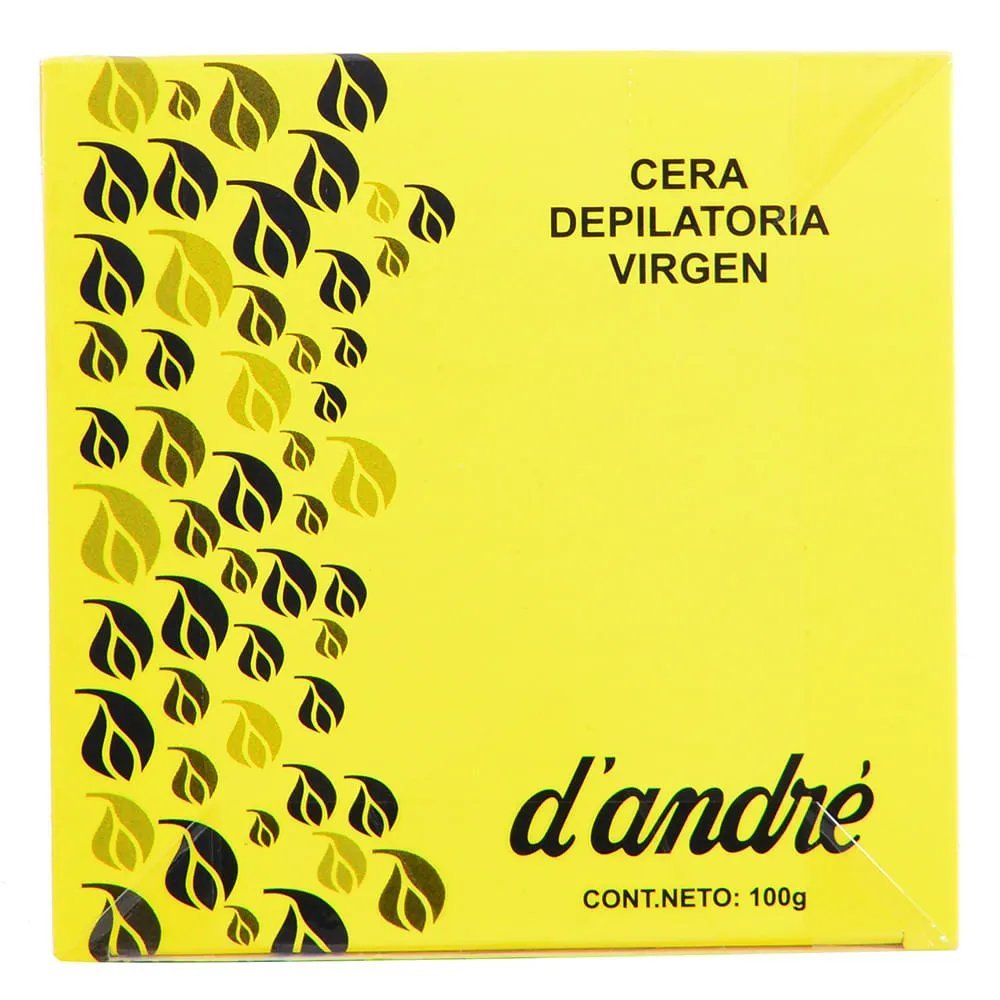 CERA
DEPILATORIA
VIRGEN
d'andré
CONT.NETO: 100g